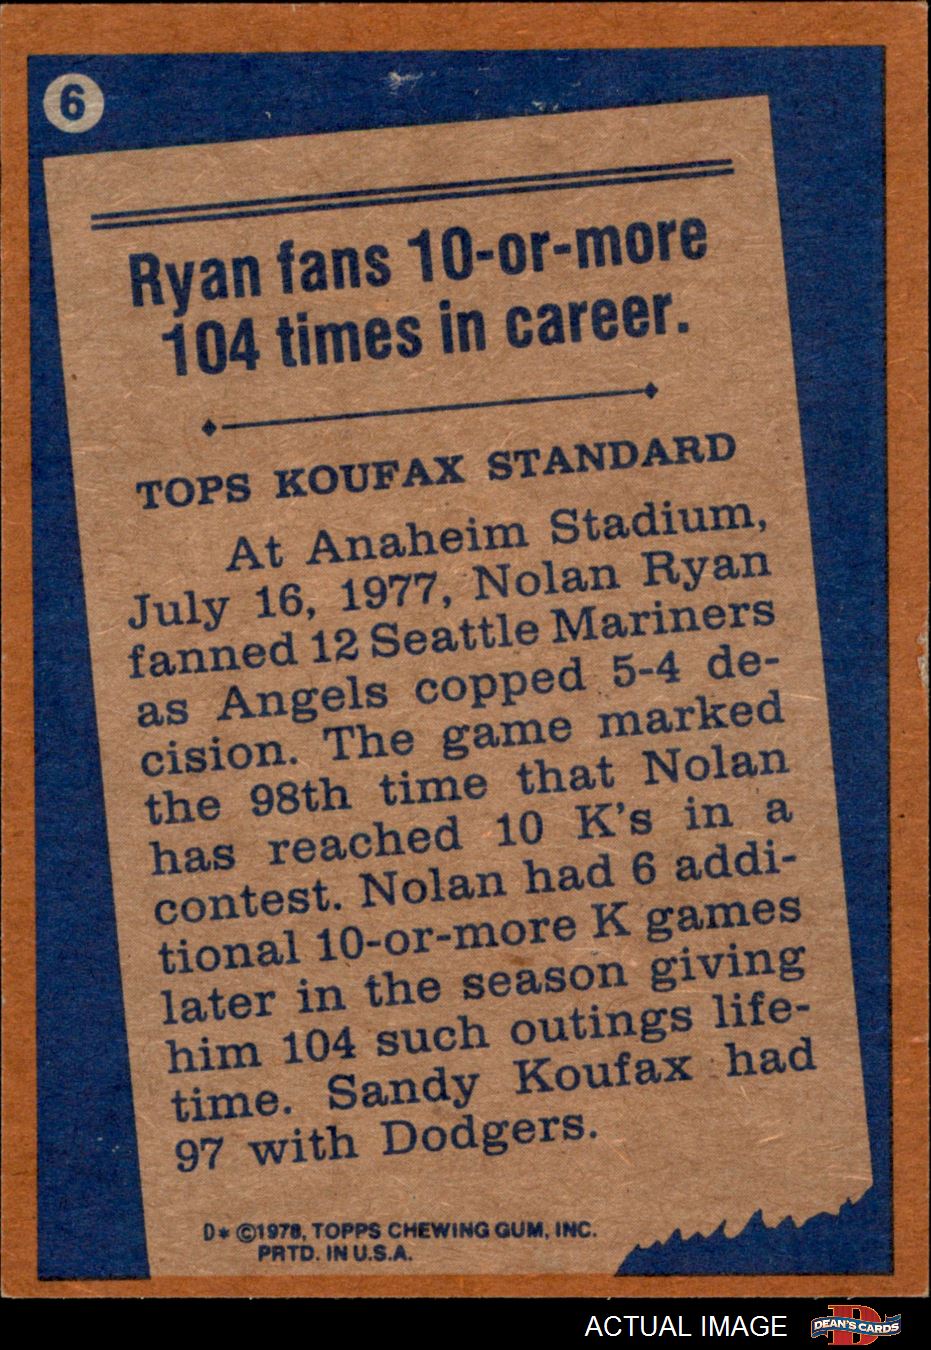 6
Ryan fans 10-or-more
104 times in career.
TOPS KOUFAX STANDARD
At Anaheim Stadium,
July 16, 1977, Nolan Ryan
fanned 12 Seattle Mariners
as Angels copped 5-4 de-
cision. The game marked
the 98th time that Nolan
has reached 10 K's in a
contest. Nolan had 6 addi-
tional 10-or-more K games
later in the season giving
him 104 such outings life-
time. Sandy Koufax had
97 with Dodgers.
D* ©1978, TOPPS CHEWING GUM, INC.
PRTD. IN U.S.A.
ACTUAL IMAGE
D
DEAN'S CARDS